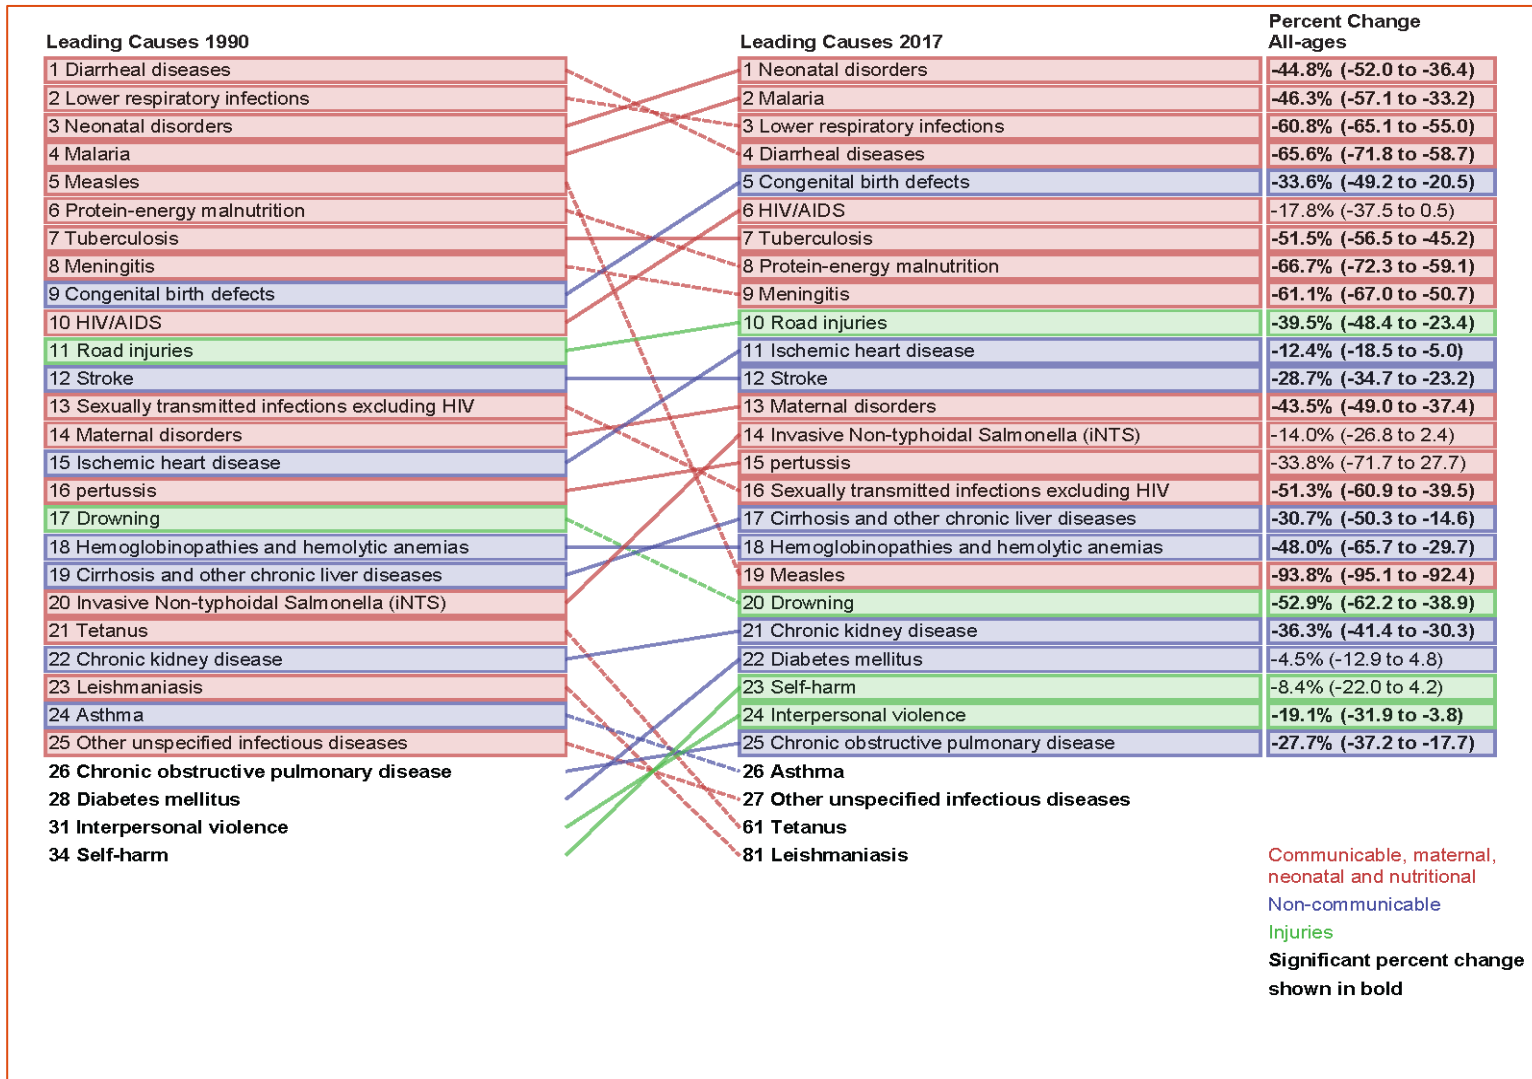 Leading Causes 1990
1 Diarrheal diseases
2 Lower respiratory infections
3 Neonatal disorders
4 Malaria
5 Measles
6 Protein-energy malnutrition
7 Tuberculosis
8 Meningitis
9 Congenital birth defects
10 HIV/AIDS
11 Road injuries
12 Stroke
13 Sexually transmitted infections excluding HIV
14 Maternal disorders
15 Ischemic heart disease
16 pertussis
17 Drowning
18 Hemoglobinopathies and hemolytic anemias
19 Cirrhosis and other chronic liver diseases
20 Invasive Non-typhoidal Salmonella (iNTS)
21 Tetanus
22 Chronic kidney disease
23 Leishmaniasis
24 Asthma
25 Other unspecified infectious diseases
26 Chronic obstructive pulmonary disease
28 Diabetes mellitus
31 Interpersonal violence
34 Self-harm
Leading Causes 2017
1 Neonatal disorders
2 Malaria
3 Lower respiratory infections
4 Diarrheal diseases
5 Congenital birth defects
6 HIV/AIDS
7 Tuberculosis
8 Protein-energy malnutrition
9 Meningitis
10 Road injuries
11 Ischemic heart disease
12 Stroke
13 Maternal disorders
14 Invasive Non-typhoidal Salmonella (iNTS)
15 pertussis
16 Sexually transmitted infections excluding HIV
17 Cirrhosis and other chronic liver diseases
18 Hemoglobinopathies and hemolytic anemias
19 Measles
20 Drowning
21 Chronic kidney disease
22 Diabetes mellitus
23 Self-harm
24 Interpersonal violence
25 Chronic obstructive pulmonary disease
26 Asthma
27 Other unspecified infectious diseases
61 Tetanus
81 Leishmaniasis
Percent Change
All-ages
-44.8% (-52.0 to -36.4)
-46.3% (-57.1 to -33.2)
-60.8% (-65.1 to -55.0)
-65.6% (-71.8 to -58.7)
-33.6% (-49.2 to -20.5)
-17.8% (-37.5 to 0.5)
-51.5% (-56.5 to -45.2)
-66.7% (-72.3 to -59.1)
-61.1% (-67.0 to -50.7)
-39.5% (-48.4 to -23.4)
-12.4% (-18.5 to -5.0)
-28.7% (-34.7 to -23.2)
-43.5% (-49.0 to -37.4)
-14.0% (-26.8 to 2.4)
-33.8% (-71.7 to 27.7)
-51.3% (-60.9 to -39.5)
-30.7% (-50.3 to -14.6)
-48.0% (-65.7 to -29.7)
-93.8% (-95.1 to -92.4)
-52.9% (-62.2 to -38.9)
-36.3% (-41.4 to -30.3)
-4.5% (-12.9 to 4.8)
-8.4% (-22.0 to 4.2)
-19.1% (-31.9 to -3.8)
-27.7% (-37.2 to -17.7)
Communicable, maternal,
neonatal and nutritional
Non-communicable
Injuries
Significant percent change
shown in bold